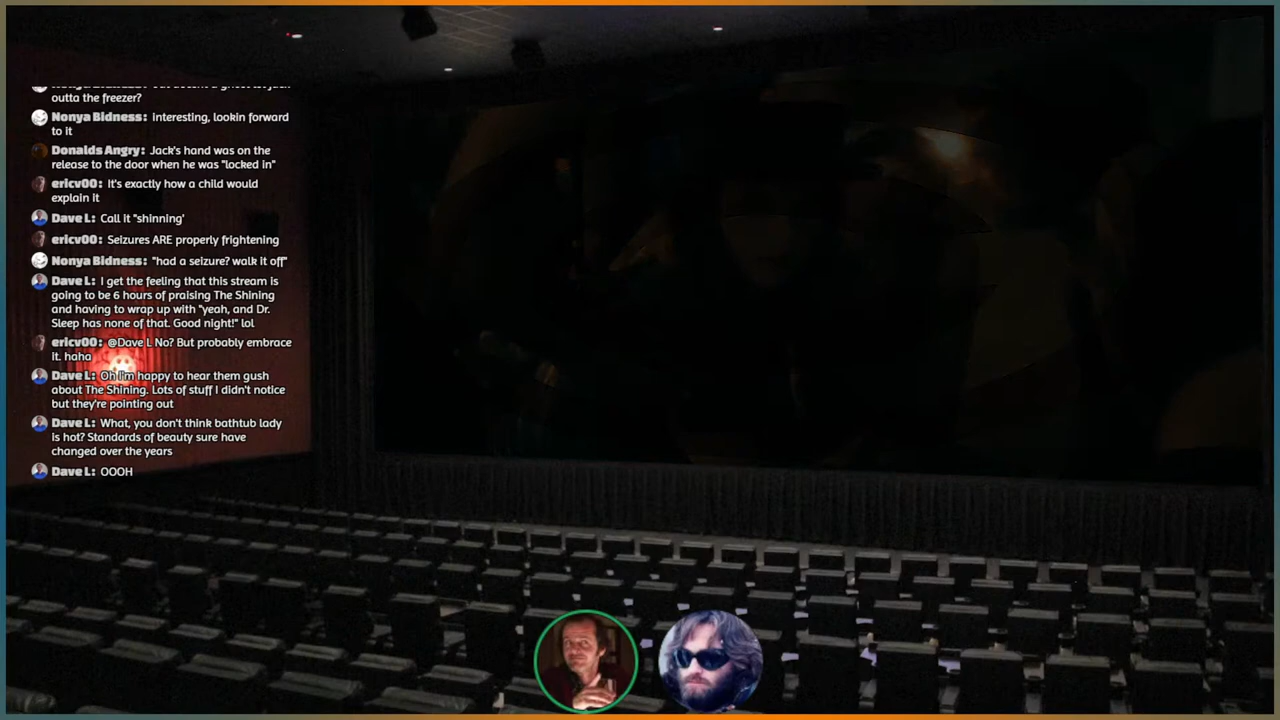 outta the freezer?
Nonya Bidness: interesting, lookin forward
to it
Donalds Angry: Jack's hand was on the
release to the door when he was "locked in"
ericv00: It's exactly how a child would
explain it
Dave L: Call it "shinning'
ericv00: Seizures ARE properly frightening
Nonya Bidness: "had a seizure? walk it off"
Dave L: I get the feeling that this stream is
going to be 6 hours of praising The Shining
and having to wrap up with "yeah, and Dr.
Sleep has none of that. Good night!" lol
ericv00: @Dave L No? But probably embrace
it. haha
Dave L: Oh I'm happy to hear them gush
about The Shining. Lots of stuff I didn't notice
but they're pointing out
Dave L: What, you don't think bathtub lady
is hot? Standards of beauty sure have
changed over the years
Dave L: OOOH